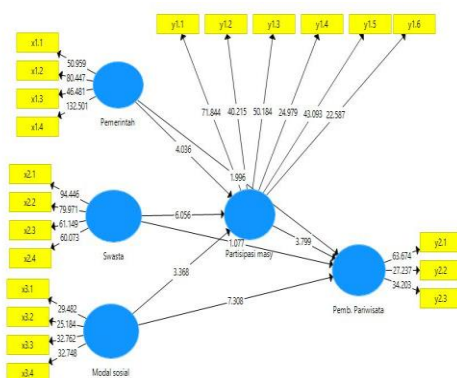 y1.1 y1.2 y1.3 y1.4 y1.5 y1.6
x1.1
x1.2
x1.3
x1.4
50.959
80.447
46.481
132.501
Pemerintah
71.844 40.215 50.184 24.979 43.093 22.587
4.036
1.996
x2.1
x2.2
x2.3
x2.4
94.446
79.971
61.149
60.073
Swasta
6.056
1.077
Partisipasi masy
3.799
3.368
7.308
y2.1
y2.2
y2.3
63.674
27.237
34.203
Pemb. Pariwisata
x3.1
x3.2
x3.3
x3.4
29.482
25.184
32.762
32.748
Modal sosial